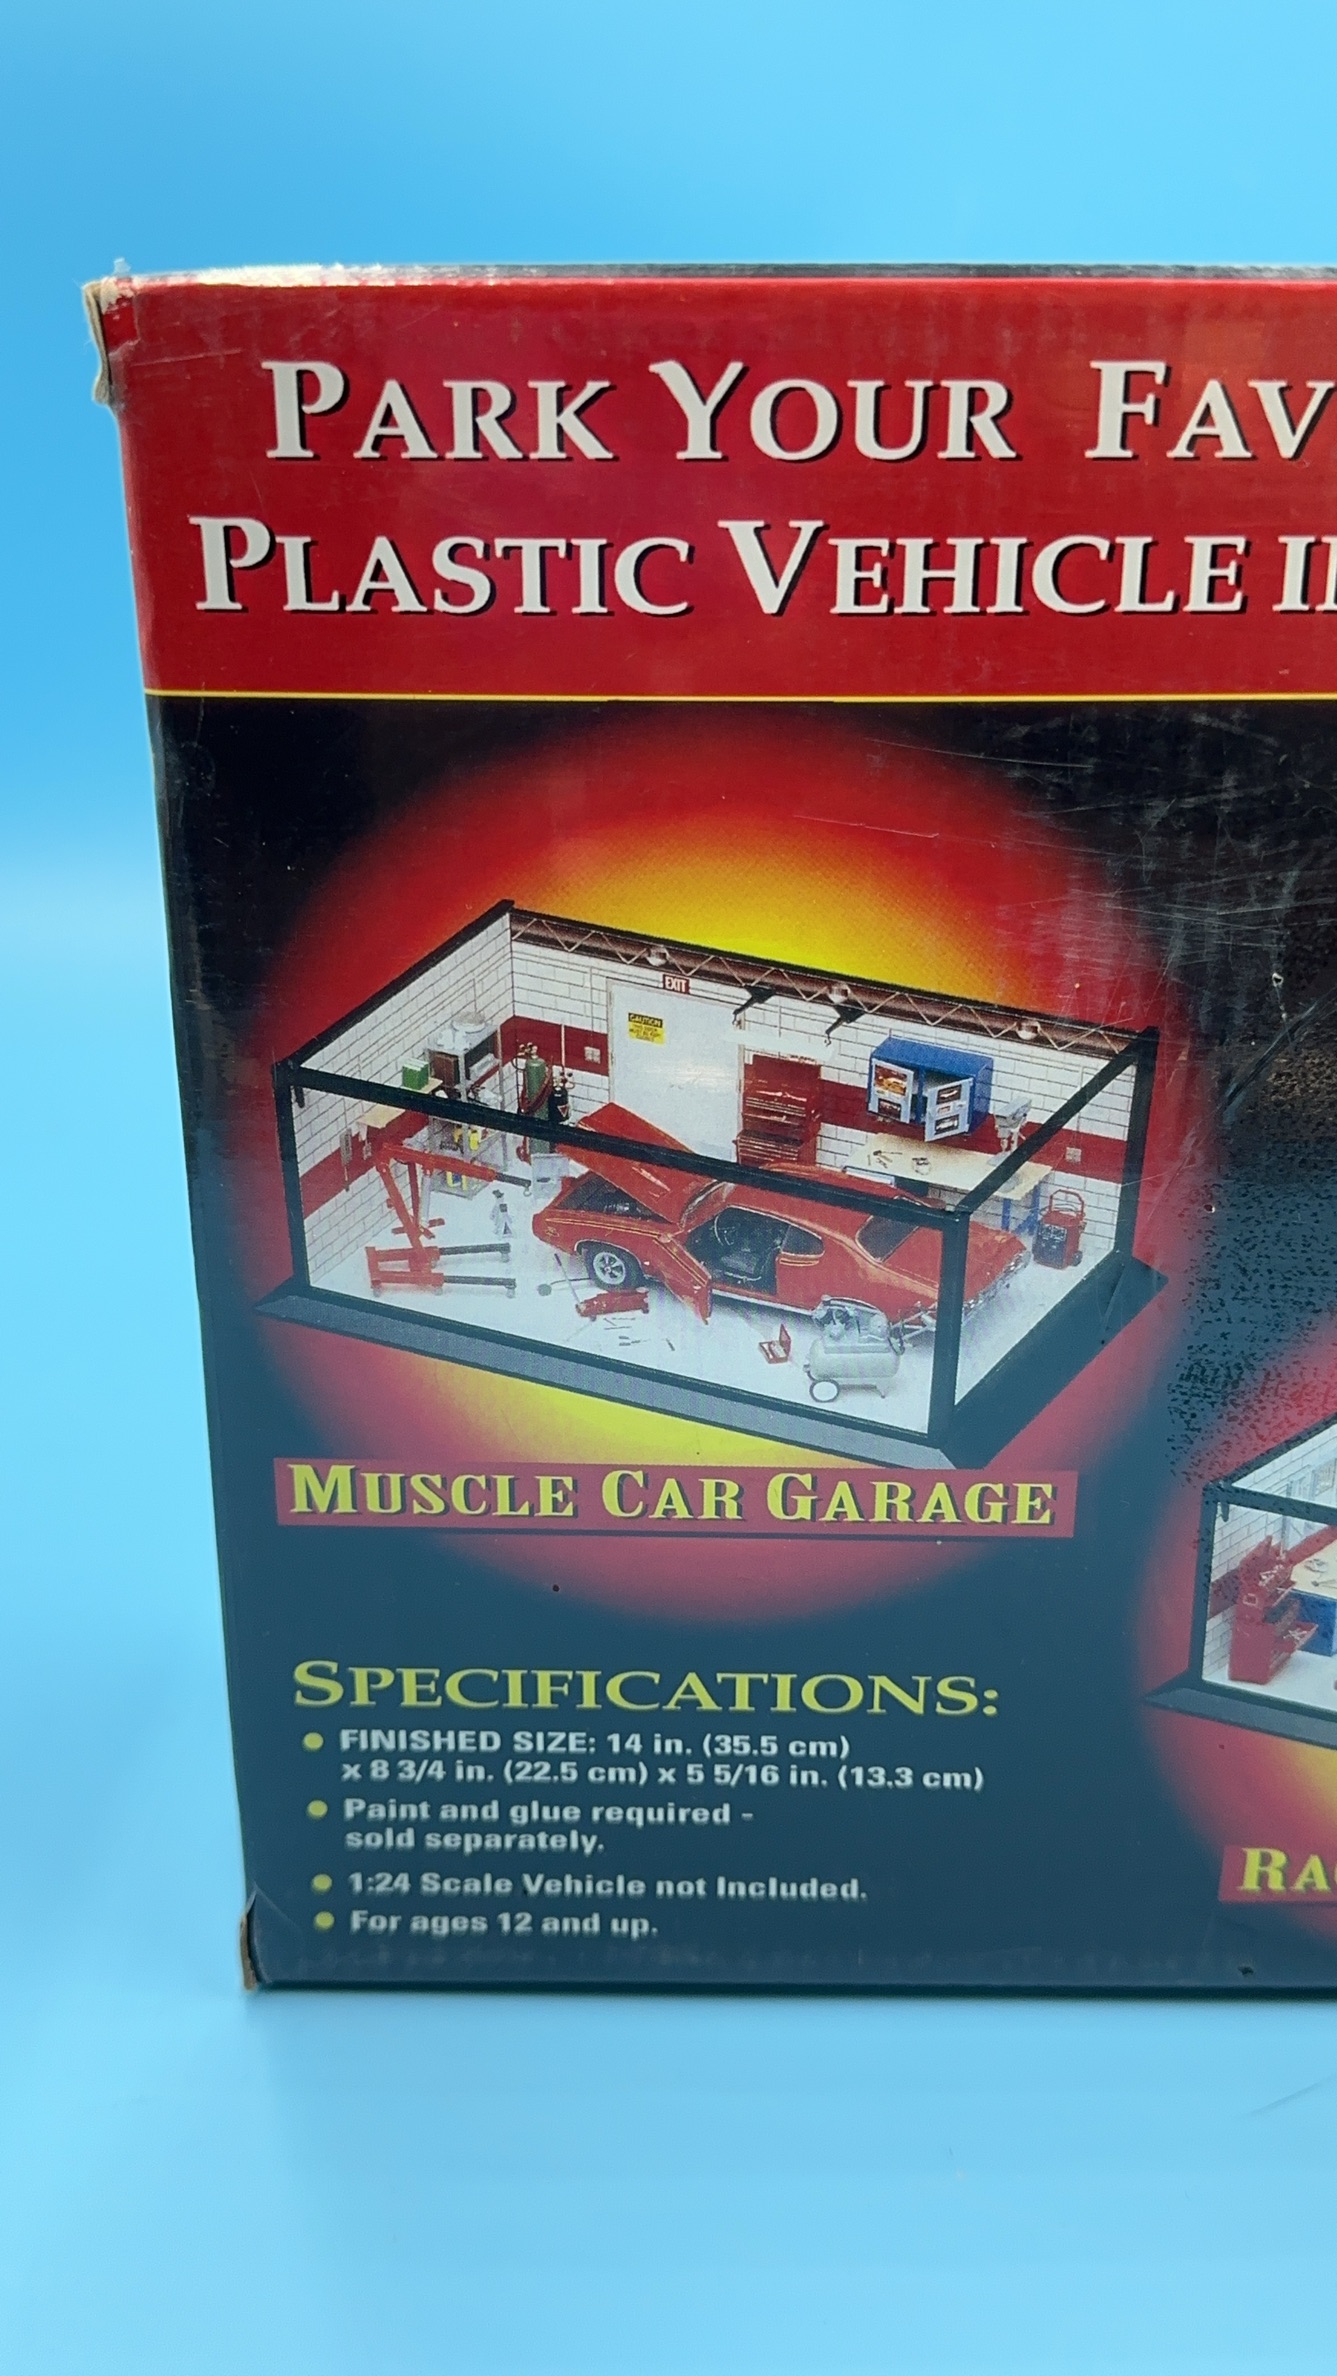 PARK YOUR FAV
PLASTIC VEHICLE I
EXIT
CAUTION
MUSCLE CAR GARAGE
SPECIFICATIONS:
• FINISHED SIZE: 14 in. (35.5 cm)
x 8 3/4 in. (22.5 cm) x 5 5/16 in. (13.3 cm)
• Paint and glue required -
sold separately.
• 1:24 Scale Vehicle not Included.
• For ages 12 and up.
RA